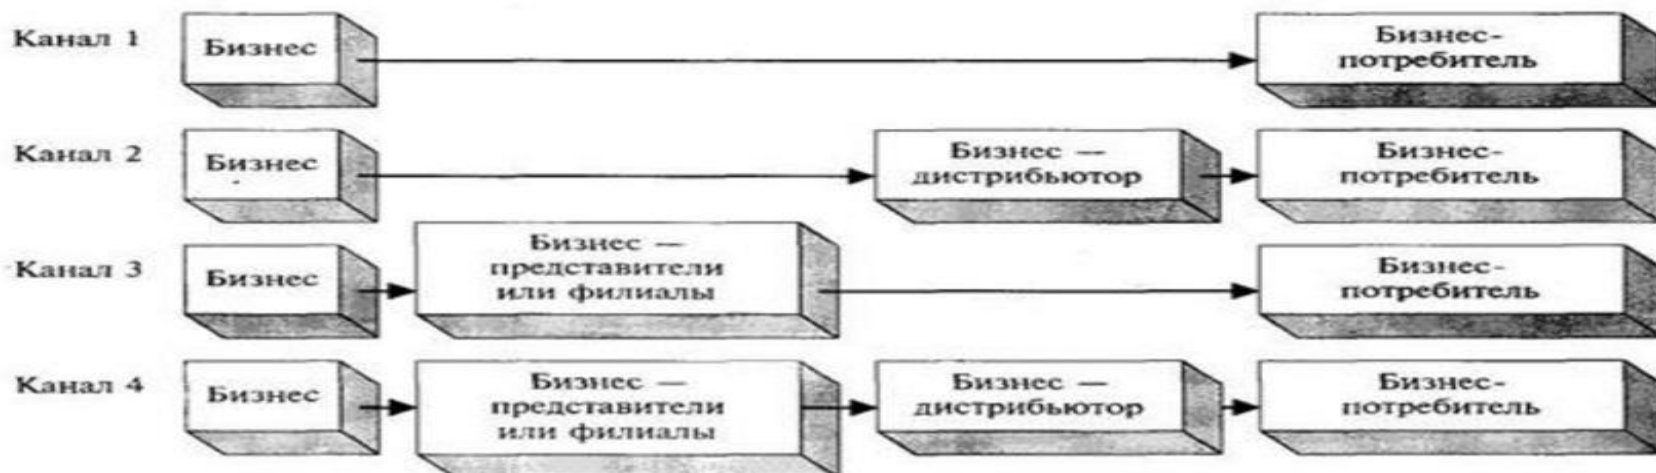 Канал 1
Бизнес
Бизнес-
потребитель
Канал 2
Бизнес
Бизнес —
дистрибьютор
Бизнес-
потребитель
Канал 3
Бизнес
Бизнес —
представители
или филиалы
Бизнес-
потребитель
Канал 4
Бизнес
Бизнес —
представители
или филиалы
Бизнес —
дистрибьютор
Бизнес-
потребитель